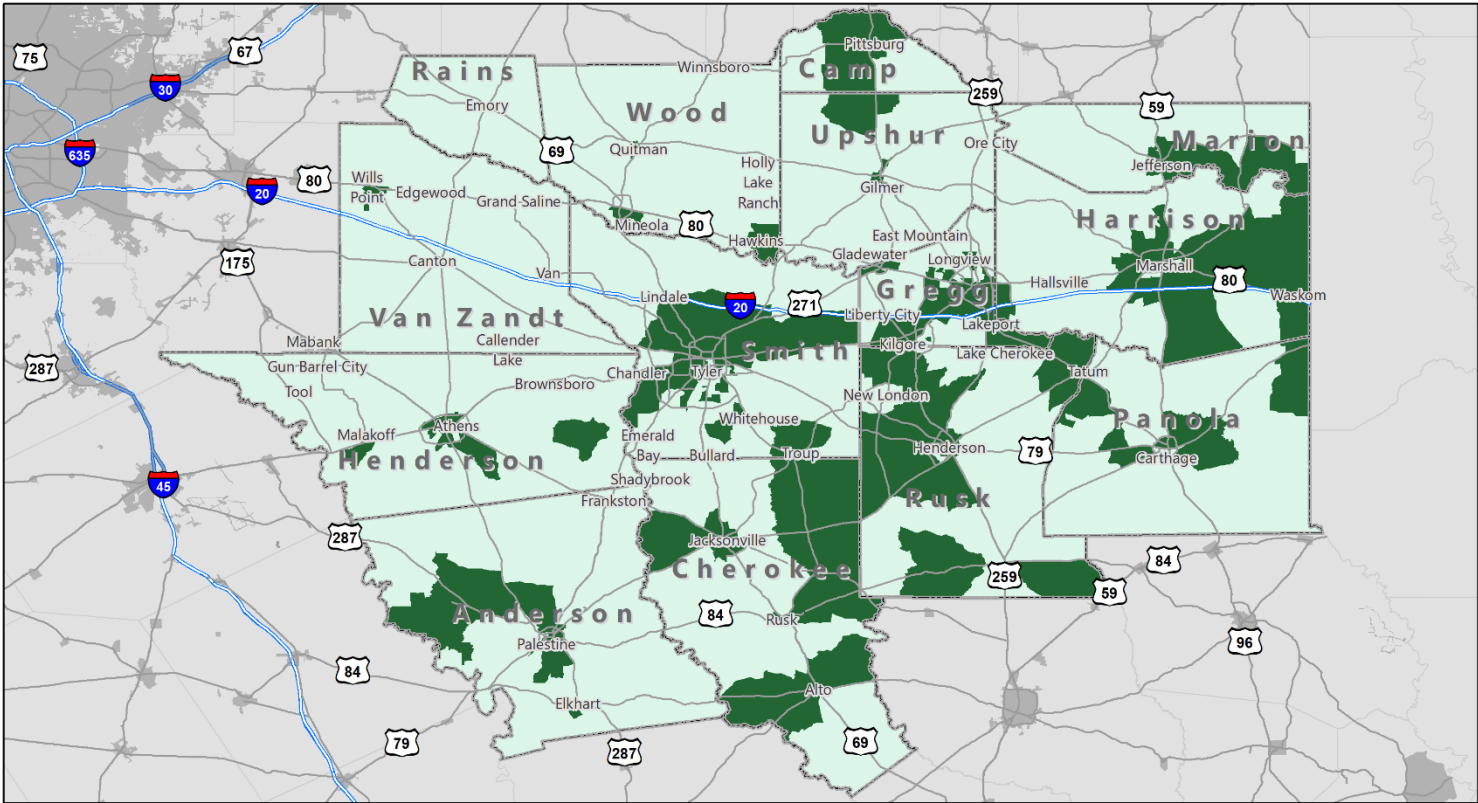 75
67
Pittsburg
Rains
Winnsboro
Camp
30
Emory
259
59
Wood
Upshur
Marion
69
Quitman
Ore City
635
Holly
Lake
Ranch
Jefferson
80
Wills
Point
20
Edgewood
Grand Saline
Gilmer
Mineola
80
Harrison
Hawkins
East Mountain
Gladewater
Longview
175
Canton
Van
Marshall
Hallsville
80
Lindale
20
271
Gregg
Waskom
Van Zandt
Liberty City
Lakeport
Mabank
Callender
Lake
Smith
Kilgore
Lake Cherokee
287
Gun Barrel City
Tool
Brownsboro
Chandler
Tyler
Tatum
New London
Malakoff
Athens
Emerald
Bay
Whitehouse
Panola
Henderson
Bullard
Troup
Henderson
79
Carthage
45
Shadybrook
Frankston
Rusk
287
Jacksonville
Cherokee
259
84
59
Anderson
84
Rusk
Palestine
96
84
Elkhart
Alto
79
287
69